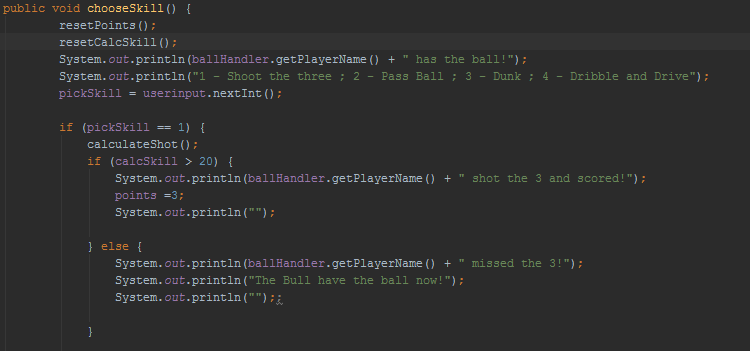 public void chooseSkill() {
resetPoints();
resetCalcSkill();
System.out.println(ballHandler.getPlayerName() + " has the ball!");
System.out.println("1 - Shoot the three ; 2 - Pass Ball ; 3 - Dunk ; 4 - Dribble and Drive");
pickSkill = userinput.nextInt();
if (pickSkill == 1) {
calculateShot();
if (calcSkill > 20) {
System.out.println(ballHandler.getPlayerName() + " shot the 3 and scored!");
points =3;
System.out.println("");
} else {
System.out.println(ballHandler.getPlayerName() + " missed the 3!");
System.out.println("The Bull have the ball now!");
System.out.println("");;
}